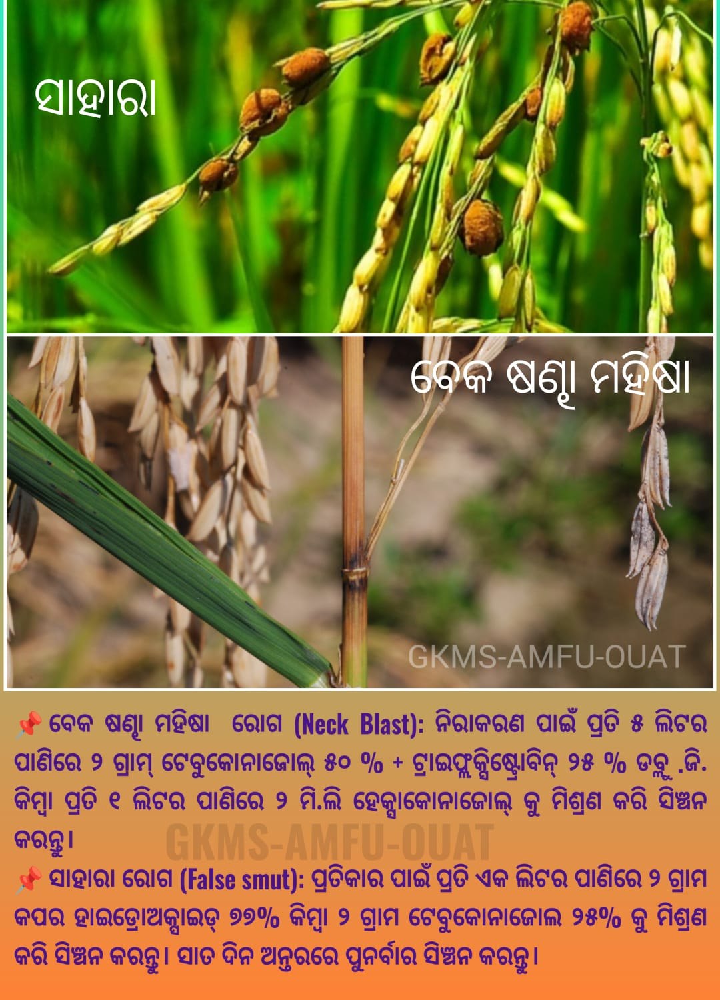 ସାହାରା
ବେକ ଷଣ୍ଢା ମହିଷା
GKMS-AMFU-OUAT
📌 ବେକ ଷଣ୍ଢା ମହିଷା ରୋଗ (Neck Blast): ନିରାକରଣ ପାଇଁ ପ୍ରତି ୫ ଲିଟର
ପାଣିରେ ୨ ଗ୍ରାମ୍ ଟେବୁକୋନାଜୋଲ୍ ୫୦ % + ଟ୍ରାଇଫ୍ଲକ୍ସିଷ୍ଟ୍ରୋବିନ୍ ୨୫ % ଡବ୍ଲୁ .ଜି.
କିମ୍ବା ପ୍ରତି ୧ ଲିଟର ପାଣିରେ ୨ ମି.ଲି ହେକ୍ସାକୋନାଜୋଲ୍ କୁ ମିଶ୍ରଣ କରି ସିଞ୍ଚନ
କରନ୍ତୁ।
GKMS-AMFU-OUAT
📌 ସାହାରା ରୋଗ (False smut): ପ୍ରତିକାର ପାଇଁ ପ୍ରତି ଏକ ଲିଟର ପାଣିରେ ୨ ଗ୍ରାମ
କପର ହାଇଡ୍ରୋଅକ୍ସାଇଡ୍ ୭୭% କିମ୍ବା ୨ ଗ୍ରାମ ଟେବୁକୋନାଜୋଲ ୨୫% କୁ ମିଶ୍ରଣ
କରି ସିଞ୍ଚନ କରନ୍ତୁ। ସାତ ଦିନ ଅନ୍ତରରେ ପୁନର୍ବାର ସିଞ୍ଚନ କରନ୍ତୁ।